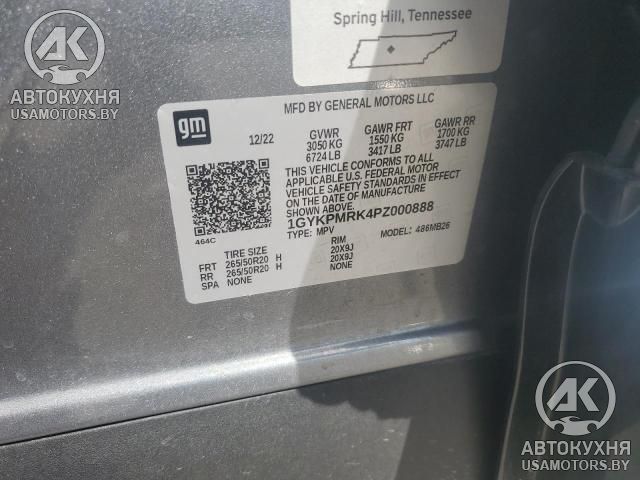 АВТОКУХНЯ
USAMOTORS.BY
Spring Hill, Tennessee
gm
MFD BY GENERAL MOTORS LLC
12/22
GVWR GAWR FRT GAWR RR
3050 KG 1550 KG 1700 KG
6724 LB 3417 LB 3747 LB
THIS VEHICLE CONFORMS TO ALL
APPLICABLE U.S. FEDERAL MOTOR
VEHICLE SAFETY STANDARDS IN EFFECT
ON THE DATE OF MANUFACTURE
SHOWN ABOVE.
1GYKPMRK4PZ000888
TYPE: MPV MODEL: 486MB26
464C
TIRE SIZE RIM
FRT 265/50R20 H 20X9J
RR 265/50R20 H 20X9J
SPA NONE NONE
АВТОКУХНЯ
USAMOTORS.BY